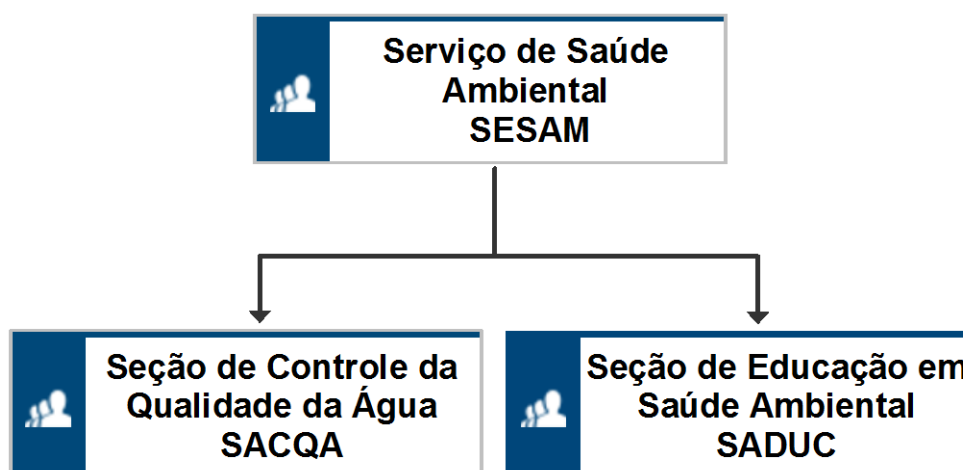 Serviço de Saúde
Ambiental
SESAM
Seção de Controle da
Qualidade da Água
SACQA
Seção de Educação em
Saúde Ambiental
SADUC